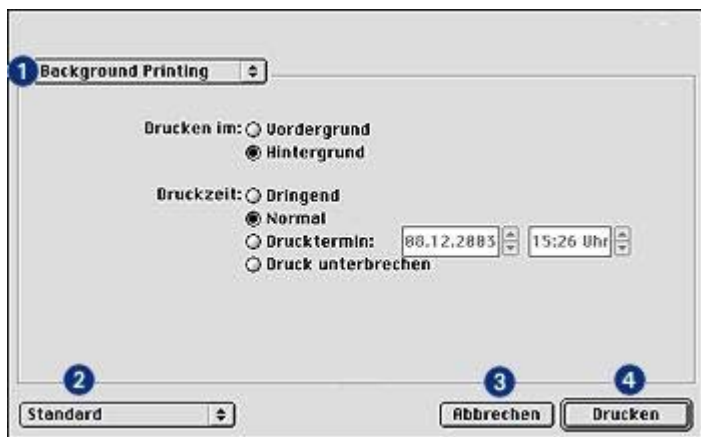 1 Background Printing
Drucken im: Vordergrund
Hintergrund
Druckzeit: Dringend
Normal
Drucktermin: 08.12.2003 15:26 Uhr
Druck unterbrechen
2 3 4
Standard Abbrechen Drucken